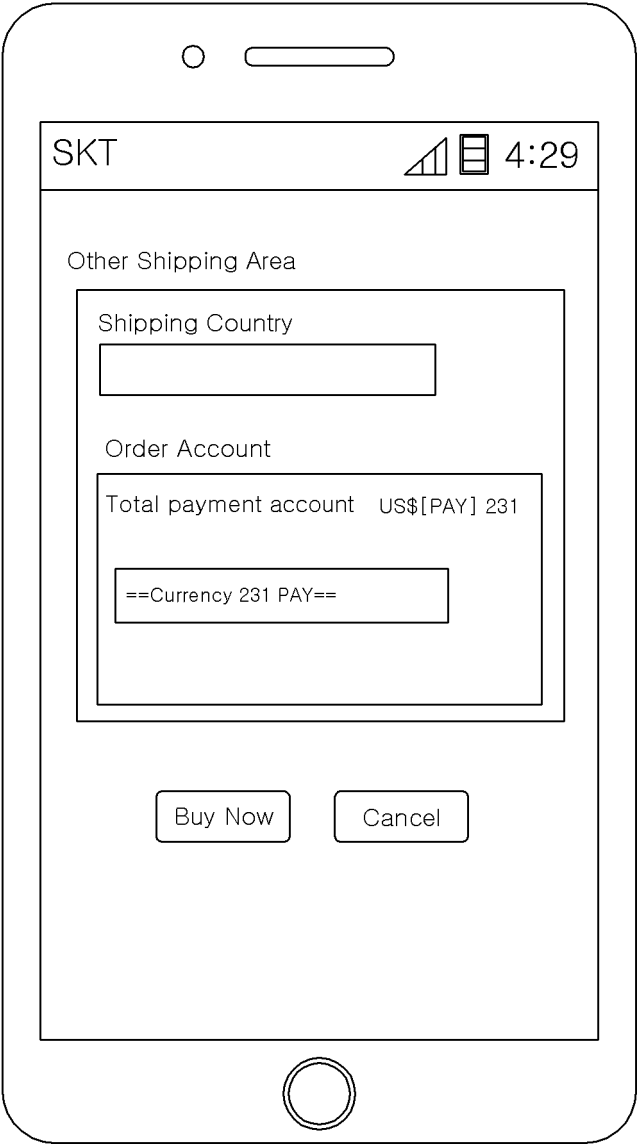 SKT 4:29
Other Shipping Area
Shipping Country
Order Account
Total payment account US$[PAY] 231
==Currency 231 PAY==
Buy Now Cancel